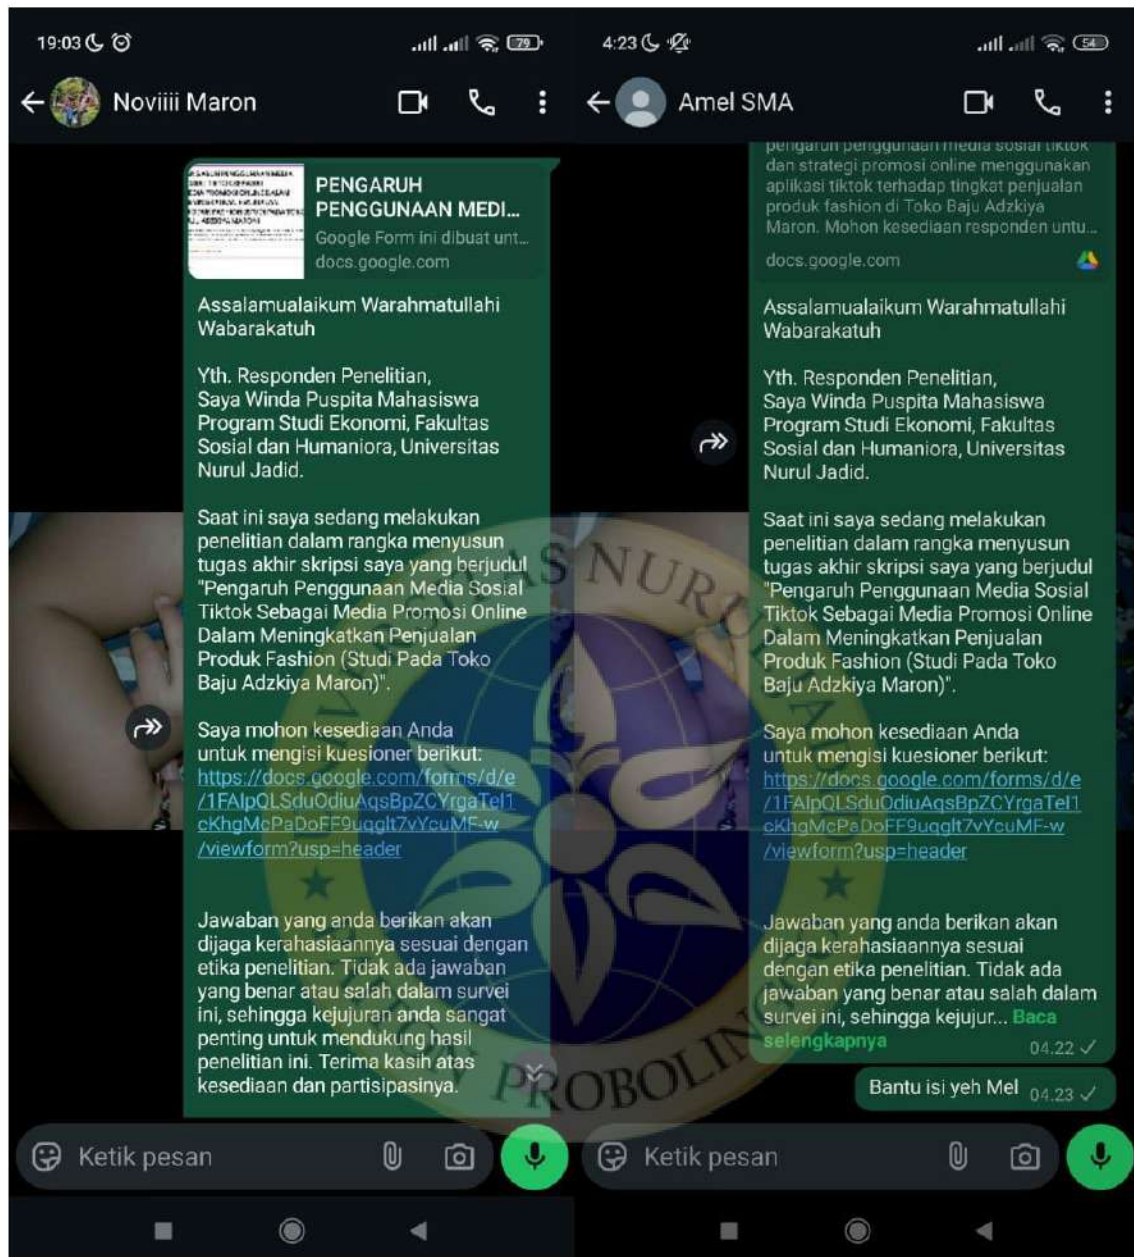 19:03
79
Noviiii Maron
PENGARUH
PENGGUNAAN MEDI...
Google Form ini dibuat unt...
docs.google.com
Assalamualaikum Warahmatullahi
Wabarakatuh
Yth. Responden Penelitian,
Saya Winda Puspita Mahasiswa
Program Studi Ekonomi, Fakultas
Sosial dan Humaniora, Universitas
Nurul Jadid.
Saat ini saya sedang melakukan
penelitian dalam rangka menyusun
tugas akhir skripsi saya yang berjudul
"Pengaruh Penggunaan Media Sosial
Tiktok Sebagai Media Promosi Online
Dalam Meningkatkan Penjualan
Produk Fashion (Studi Pada Toko
Baju Adzkiya Maron)".
Saya mohon kesediaan Anda
untuk mengisi kuesioner berikut:
https://docs.google.com/forms/d/e
/viewform?usp=header
Jawaban yang anda berikan akan
dijaga kerahasiaannya sesuai dengan
etika penelitian. Tidak ada jawaban
yang benar atau salah dalam survei
ini, sehingga kejujuran anda sangat
penting untuk mendukung hasil
penelitian ini. Terima kasih atas
kesediaan dan partisipasinya.
Ketik pesan
4:23
54
Amel SMA
pengaruh penggunaan media sosial tiktok
dan strategi promosi online menggunakan
aplikasi tiktok terhadap tingkat penjualan
produk fashion di Toko Baju Adzkiya
Maron. Mohon kesediaan responden untu...
docs.google.com
Assalamualaikum Warahmatullahi
Wabarakatuh
Yth. Responden Penelitian,
Saya Winda Puspita Mahasiswa
Program Studi Ekonomi, Fakultas
Sosial dan Humaniora, Universitas
Nurul Jadid.
Saat ini saya sedang melakukan
penelitian dalam rangka menyusun
tugas akhir skripsi saya yang berjudul
"Pengaruh Penggunaan Media Sosial
Tiktok Sebagai Media Promosi Online
Dalam Meningkatkan Penjualan
Produk Fashion (Studi Pada Toko
Baju Adzkiya Maron)".
Saya mohon kesediaan Anda
untuk mengisi kuesioner berikut:
https://docs.google.com/forms/d/e
/viewform?usp=header
Jawaban yang anda berikan akan
dijaga kerahasiaannya sesuai
dengan etika penelitian. Tidak ada
jawaban yang benar atau salah dalam
survei ini, sehingga kejujur... Baca
selengkapnya
04.22
Bantu isi yeh Mel 04.23
Ketik pesan
PROBOLINGGO